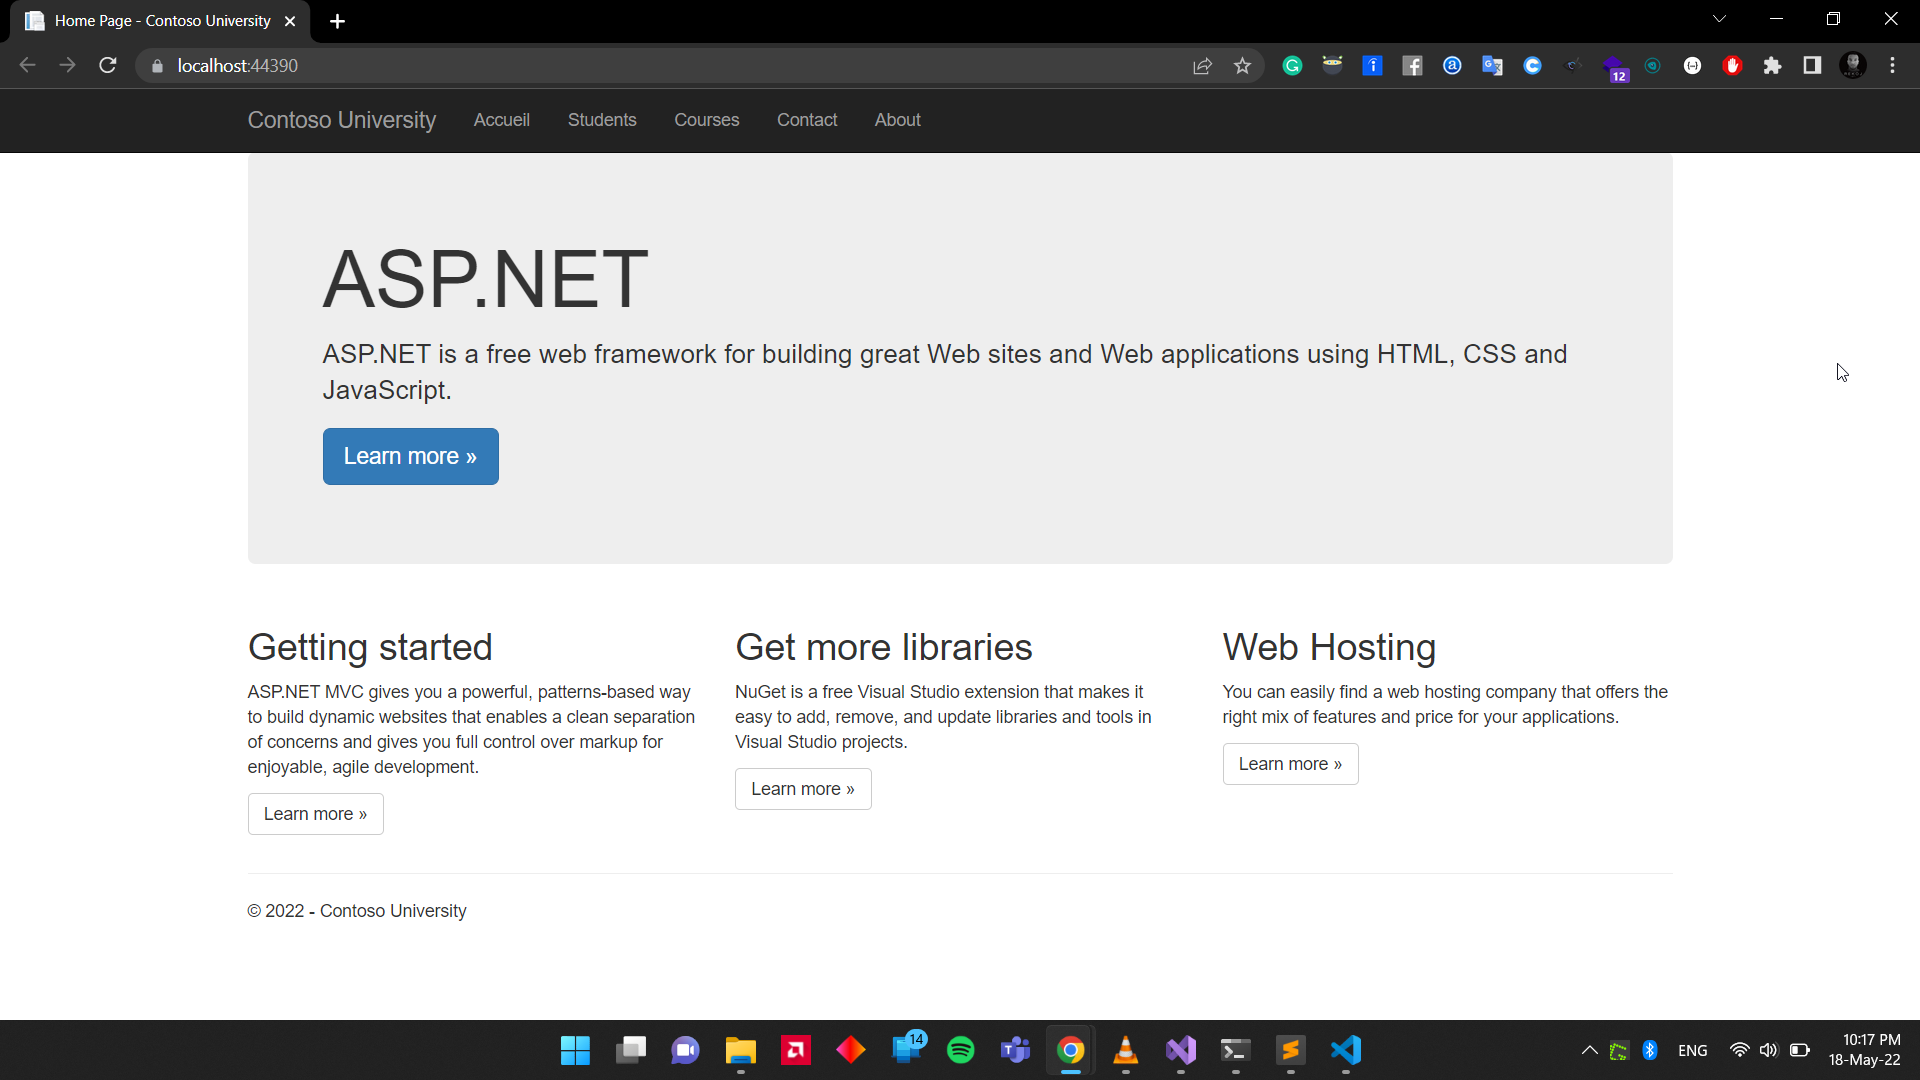 Home Page - Contoso University
localhost:44390
12
Contoso University Accueil Students Courses Contact About
ASP.NET
ASP.NET is a free web framework for building great Web sites and Web applications using HTML, CSS and
JavaScript.
Learn more »
Getting started
ASP.NET MVC gives you a powerful, patterns-based way
to build dynamic websites that enables a clean separation
of concerns and gives you full control over markup for
enjoyable, agile development.
Learn more »
Get more libraries
NuGet is a free Visual Studio extension that makes it
easy to add, remove, and update libraries and tools in
Visual Studio projects.
Learn more »
Web Hosting
You can easily find a web hosting company that offers the
right mix of features and price for your applications.
Learn more »
© 2022 - Contoso University
14
ENG
10:17 PM
18-May-22